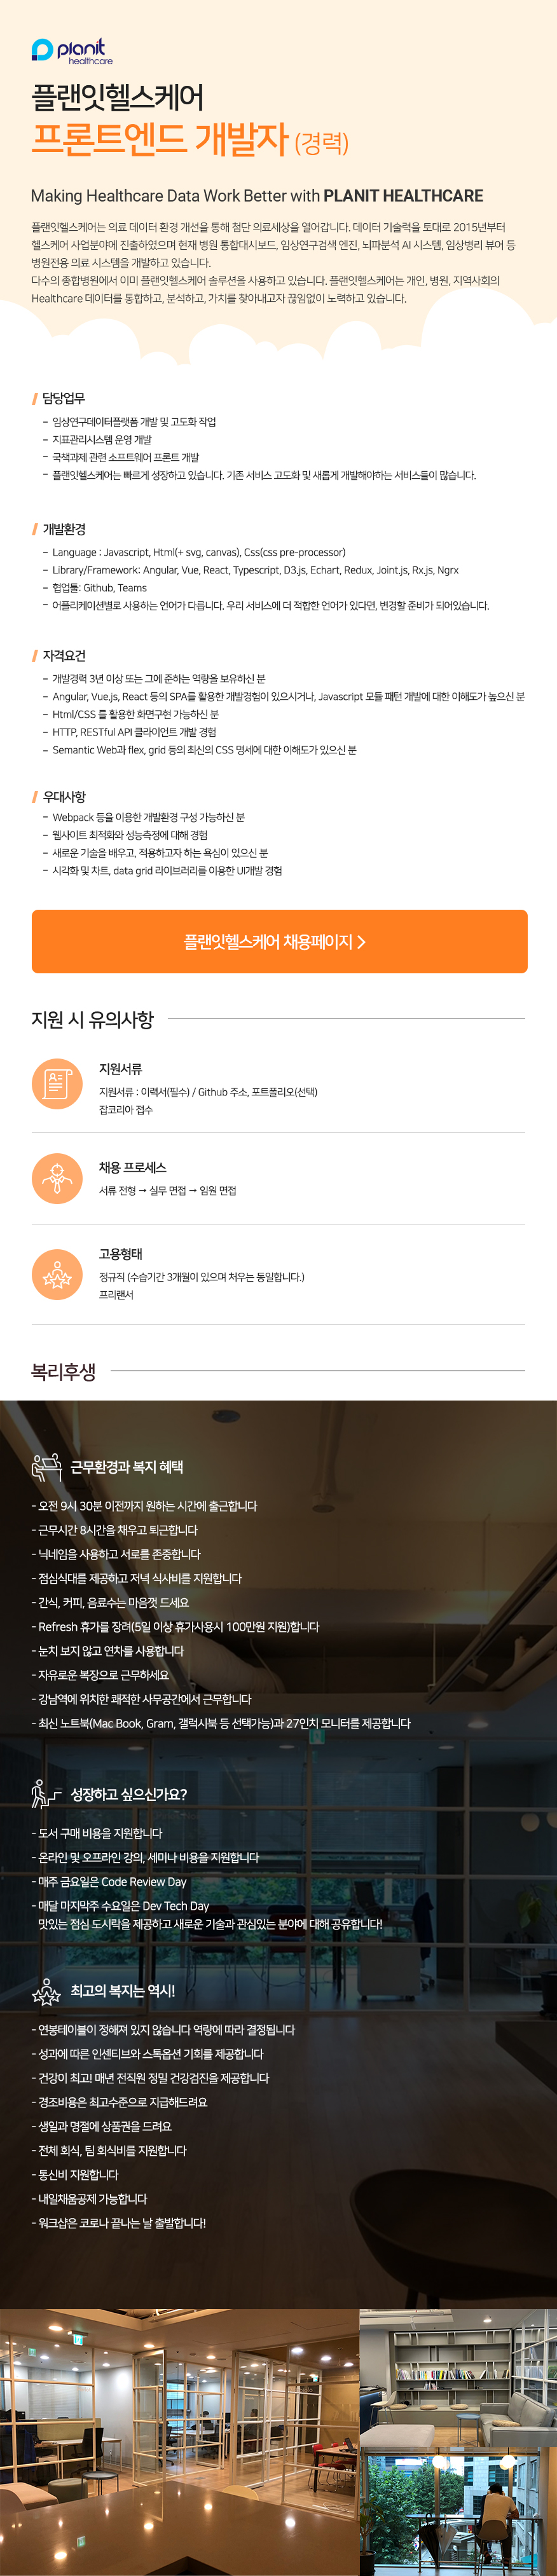 planit
healthcare
플랜잇헬스케어
프론트엔드 개발자 (경력)
Making Healthcare Data Work Better with PLANIT HEALTHCARE
플랜잇헬스케어는 의료 데이터 환경 개선을 통해 첨단 의료세상을 열어갑니다. 데이터 기술력을 토대로 2015년부터
헬스케어 사업분야에 진출하였으며 현재 병원 통합대시보드, 임상연구검색 엔진, 뇌파분석 AI 시스템, 임상병리 뷰어 등
병원전용 의료 시스템을 개발하고 있습니다.
다수의 종합병원에서 이미 플랜잇헬스케어 솔루션을 사용하고 있습니다. 플랜잇헬스케어는 개인, 병원, 지역사회의
Healthcare 데이터를 통합하고, 분석하고, 가치를 찾아내고자 끊임없이 노력하고 있습니다.
담당업무
- 임상연구데이터플랫폼 개발 및 고도화 작업
- 지표관리시스템 운영 개발
- 국책과제 관련 소프트웨어 프론트 개발
- 플랜잇헬스케어는 빠르게 성장하고 있습니다. 기존 서비스 고도화 및 새롭게 개발해야하는 서비스들이 많습니다.
개발환경
- Language : Javascript, Html(+ svg, canvas), Css(css pre-processor)
- Library/Framework: Angular, Vue, React, Typescript, D3.js, Echart, Redux, Joint.js, Rx.js, Ngrx
- 협업툴: Github, Teams
- 어플리케이션별로 사용하는 언어가 다릅니다. 우리 서비스에 더 적합한 언어가 있다면, 변경할 준비가 되어있습니다.
자격요건
- 개발경력 3년 이상 또는 그에 준하는 역량을 보유하신 분
- Angular, Vue.js, React 등의 SPA를 활용한 개발경험이 있으시거나, Javascript 모듈 패턴 개발에 대한 이해도가 높으신 분
- Html/CSS 를 활용한 화면구현 가능하신 분
- HTTP, RESTful API 클라이언트 개발 경험
- Semantic Web과 flex, grid 등의 최신의 CSS 명세에 대한 이해도가 있으신 분
우대사항
- Webpack 등을 이용한 개발환경 구성 가능하신 분
- 웹사이트 최적화와 성능측정에 대해 경험
- 새로운 기술을 배우고, 적용하고자 하는 욕심이 있으신 분
- 시각화 및 차트, data grid 라이브러리를 이용한 UI개발 경험
플랜잇헬스케어 채용페이지 >
지원 시 유의사항
지원서류
지원서류 : 이력서(필수) / Github 주소, 포트폴리오(선택)
잡코리아 접수
채용 프로세스
서류 전형 → 실무 면접 → 임원 면접
고용형태
정규직 (수습기간 3개월이 있으며 처우는 동일합니다.)
프리랜서
복리후생
근무환경과 복지 혜택
- 오전 9시 30분 이전까지 원하는 시간에 출근합니다
- 근무시간 8시간을 채우고 퇴근합니다
- 닉네임을 사용하고 서로를 존중합니다
- 점심식대를 제공하고 저녁 식사비를 지원합니다
- 간식, 커피, 음료수는 마음껏 드세요
- Refresh 휴가를 장려(5일 이상 휴가사용시 100만원 지원)합니다
- 눈치 보지 않고 연차를 사용합니다
- 자유로운 복장으로 근무하세요
- 강남역에 위치한 쾌적한 사무공간에서 근무합니다
- 최신 노트북(Mac Book, Gram, 갤럭시북 등 선택가능)과 27인치 모니터를 제공합니다
성장하고 싶으신가요?
- 도서 구매 비용을 지원합니다
- 온라인 및 오프라인 강의, 세미나 비용을 지원합니다
- 매주 금요일은 Code Review Day
- 매달 마지막주 수요일은 Dev Tech Day
맛있는 점심 도시락을 제공하고 새로운 기술과 관심있는 분야에 대해 공유합니다!
최고의 복지는 역시!
- 연봉테이블이 정해져 있지 않습니다 역량에 따라 결정됩니다
- 성과에 따른 인센티브와 스톡옵션 기회를 제공합니다
- 건강이 최고! 매년 전직원 정밀 건강검진을 제공합니다
- 경조비용은 최고수준으로 지급해드려요
- 생일과 명절에 상품권을 드려요
- 전체 회식, 팀 회식비를 지원합니다
- 통신비 지원합니다
- 내일채움공제 가능합니다
- 워크샵은 코로나 끝나는 날 출발합니다!